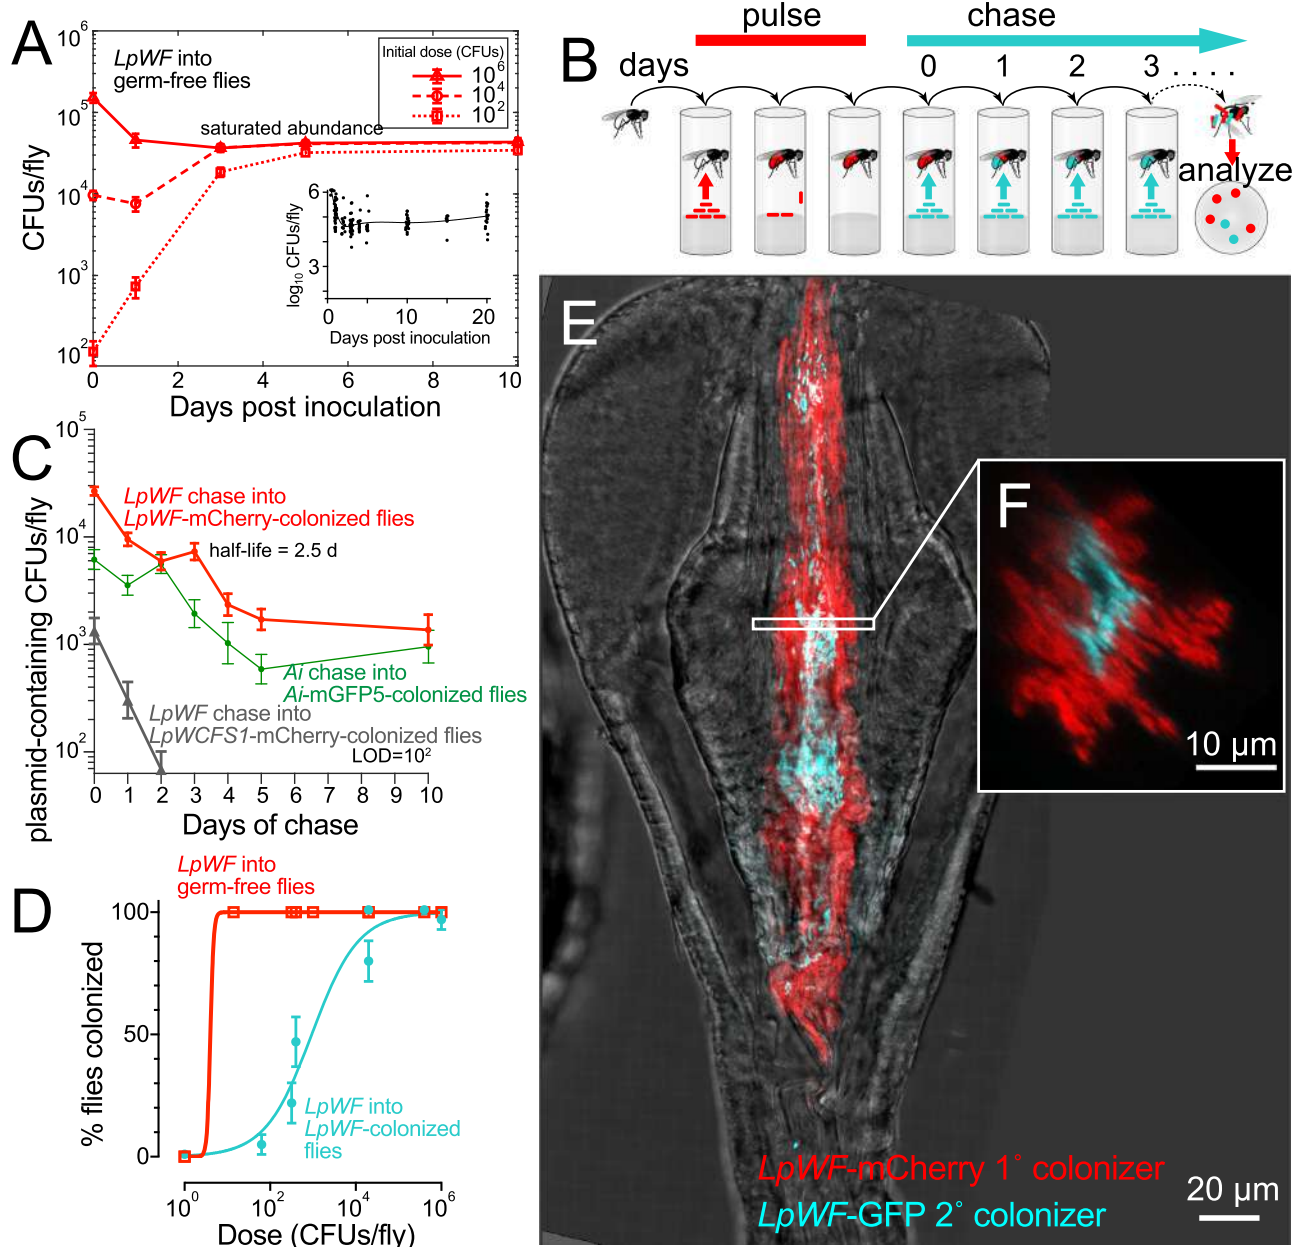 A
10^6
10^5
10^4
10^3
10^2
CFUs/fly
LpWF into
germ-free flies
Initial dose (CFUs)
10^6
10^4
10^2
saturated abundance
6
3
log10 CFUs/fly
0
10
20
Days post inoculation
0
2
4
6
8
10
Days post inoculation
B
pulse
chase
days
0
1
2
3 . . . .
analyze
C
10^5
10^4
10^3
10^2
plasmid-containing CFUs/fly
LpWF chase into
LpWF-mCherry-colonized flies
half-life = 2.5 d
Ai chase into
Ai-mGFP5-colonized flies
LpWF chase into
LpWCFS1-mCherry-colonized flies
LOD=10^2
0 1 2 3 4 5 6 7 8 9 10
Days of chase
D
LpWF into
germ-free flies
100
50
0
% flies colonized
LpWF into
LpWF-colonized
flies
10^0
10^2
10^4
10^6
Dose (CFUs/fly)
E
F
10 µm
LpWF-mCherry 1° colonizer
LpWF-GFP 2° colonizer
20 µm